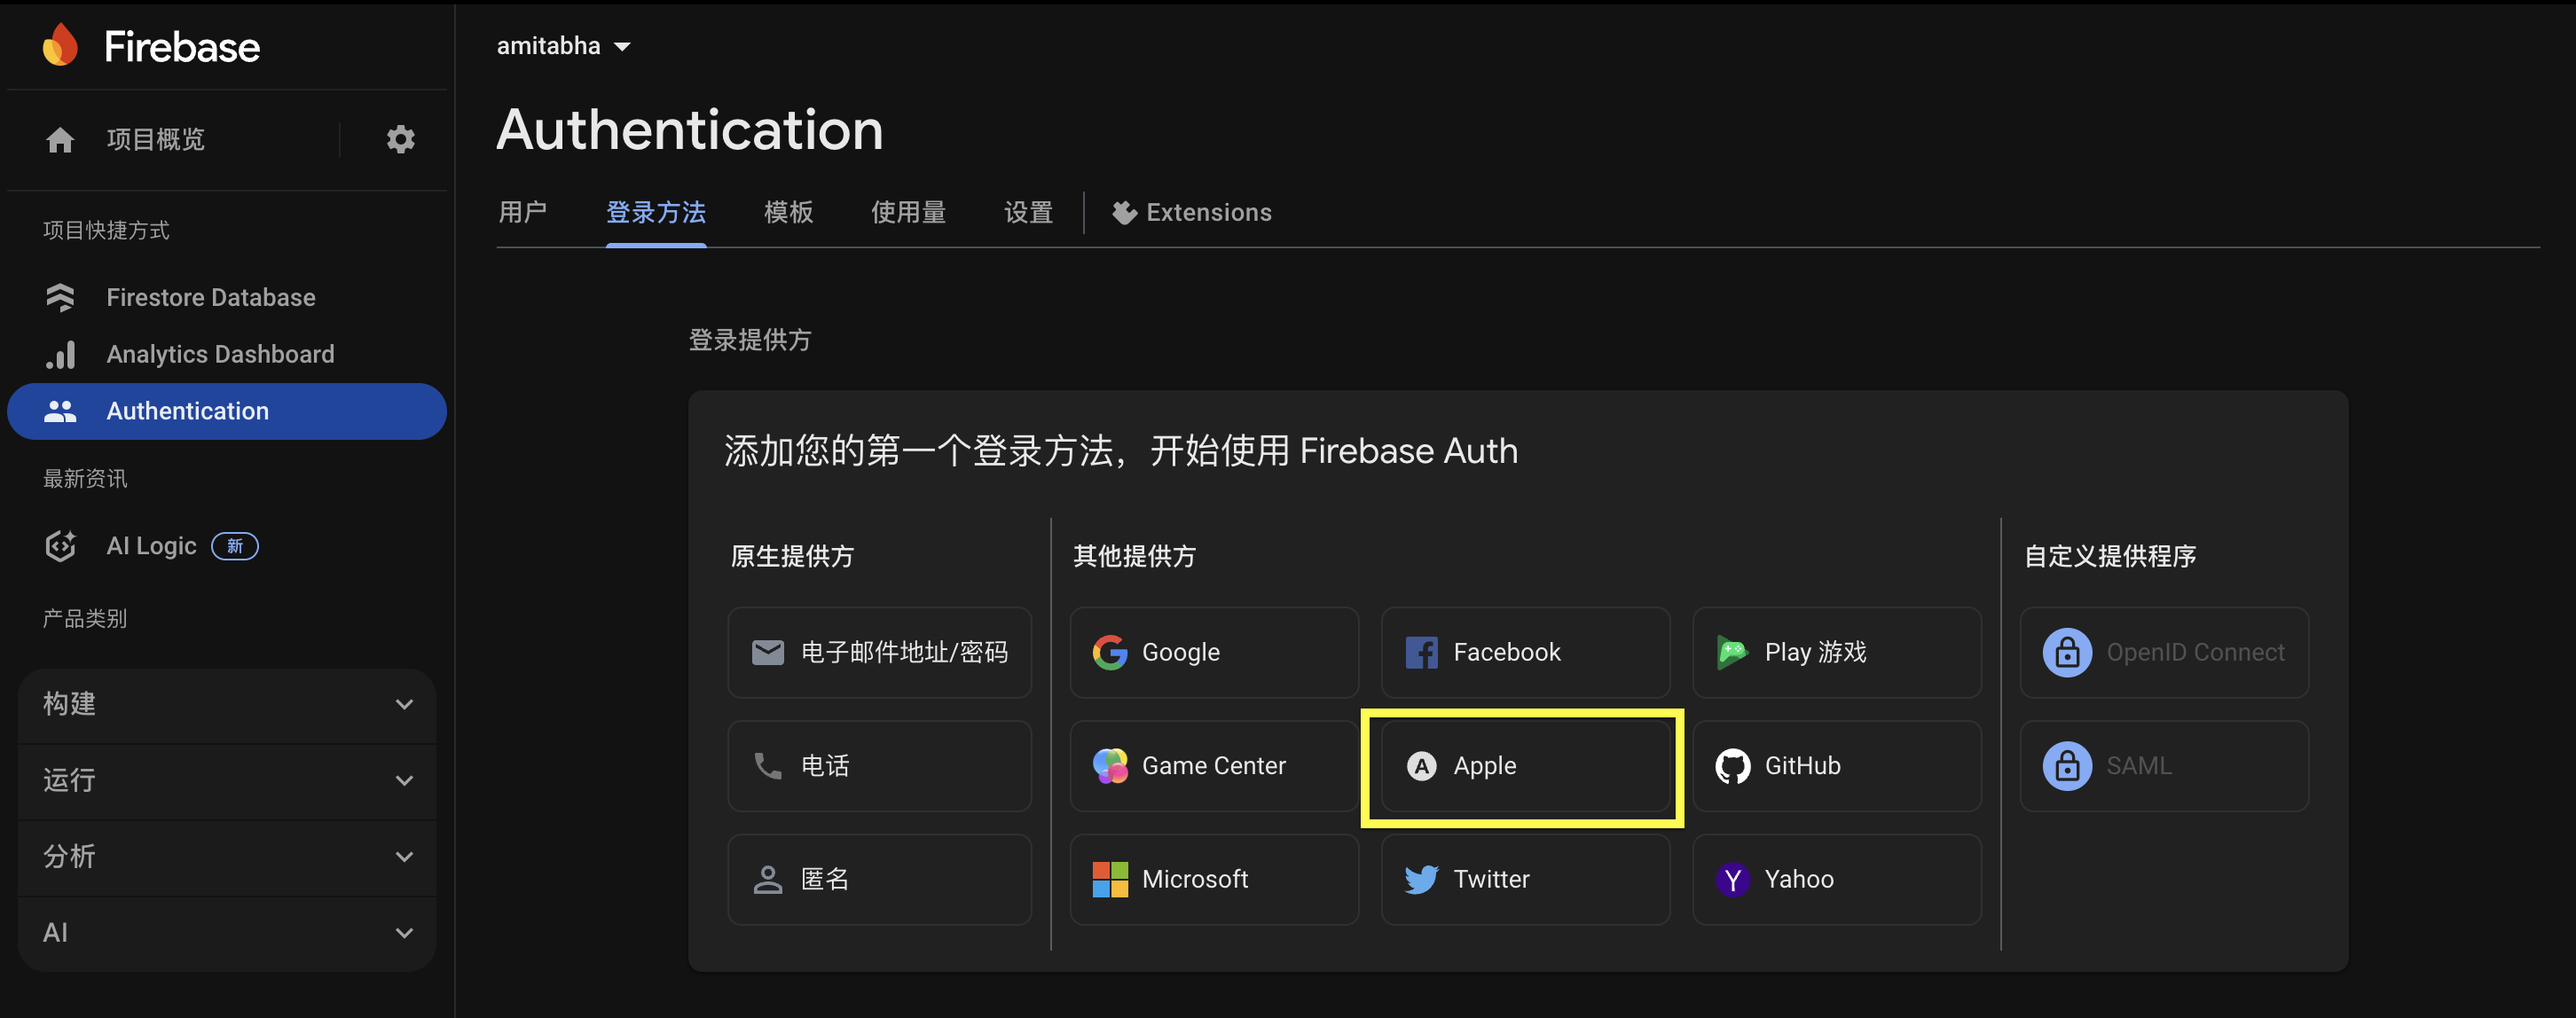 Firebase
项目概览
项目快捷方式
Firestore Database
Analytics Dashboard
Authentication
最新资讯
AI Logic 新
产品类别
构建
运行
分析
AI
amitabha
Authentication
用户 登录方法 模板 使用量 设置 Extensions
登录提供方
添加您的第一个登录方法，开始使用 Firebase Auth
原生提供方
电子邮件地址/密码
电话
匿名
其他提供方
Google Facebook Play 游戏
Game Center Apple GitHub
Microsoft Twitter Yahoo
自定义提供程序
OpenID Connect
SAML